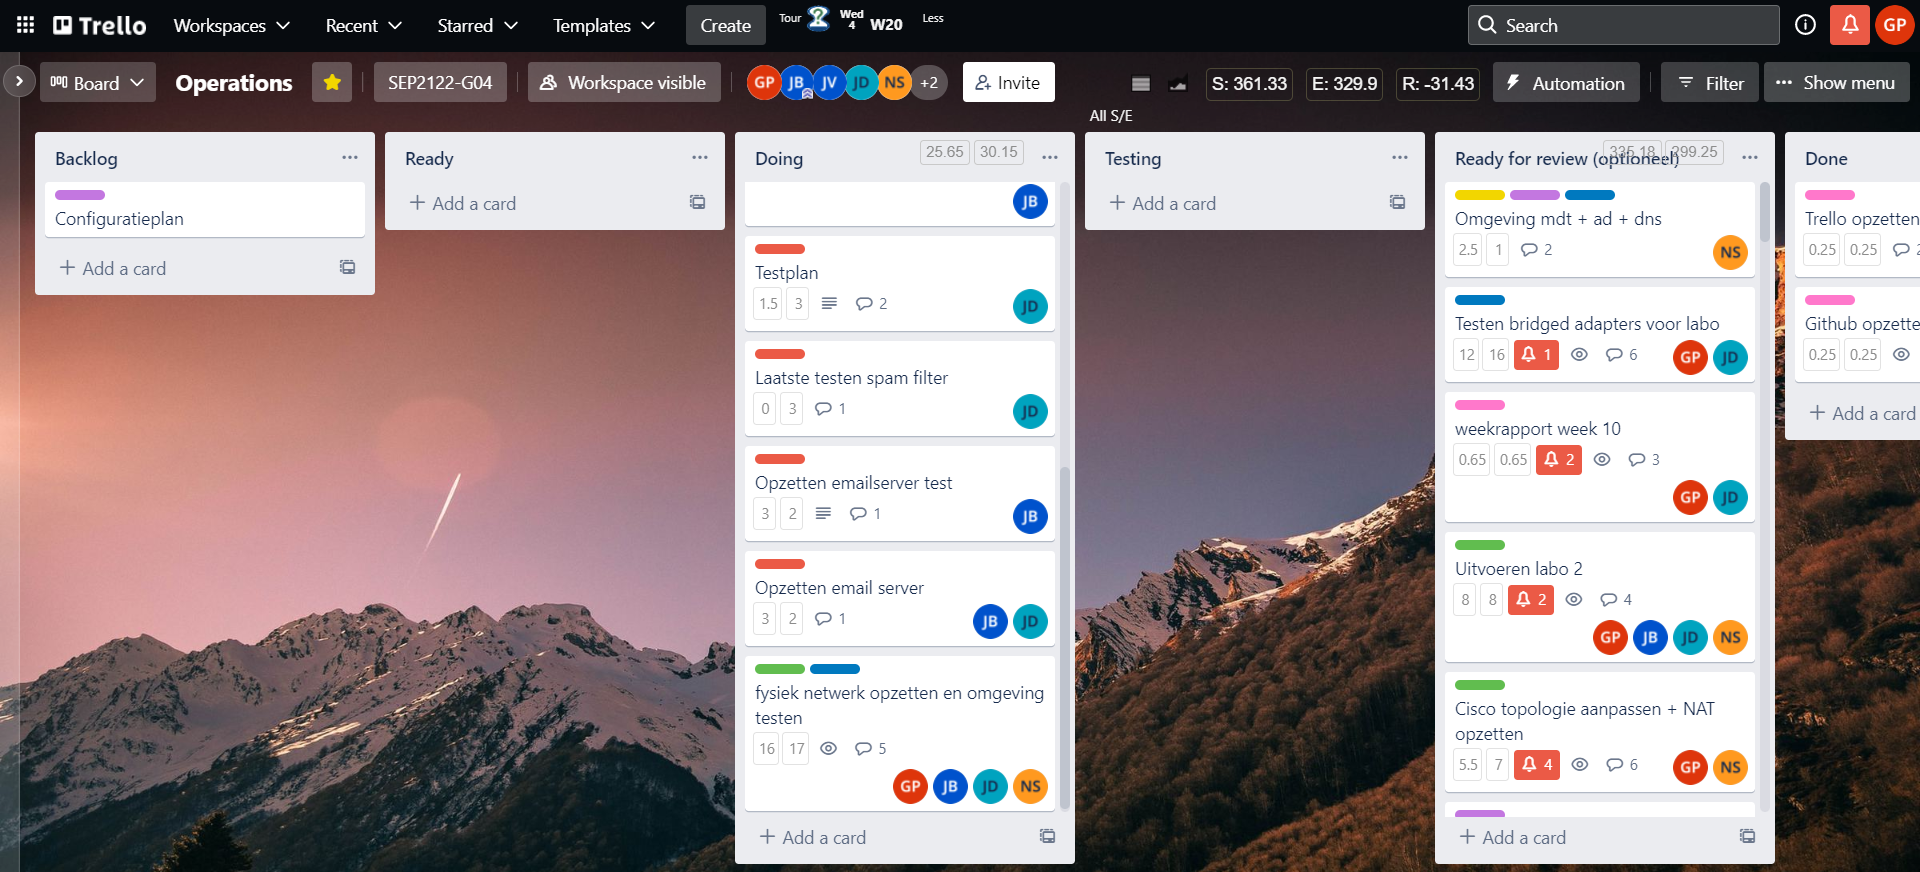 Trello
Workspaces
Recent
Starred
Templates
Create
Tour
Wed
4
W20
Less
Search
GP
Board
Operations
SEP2122-G04
Workspace visible
GP JB JV JD NS +2
Invite
S: 361.33
E: 329.9
R: -31.43
Automation
Filter
Show menu
All S/E
Backlog
Configuratieplan
Add a card
Ready
Add a card
Doing
25.65 30.15
JB
Testplan
1.5 3 2
JD
Laatste testen spam filter
0 3 1
JD
Opzetten emailserver test
3 2 1
JB
Opzetten email server
3 2 1
JB JD
fysiek netwerk opzetten en omgeving
testen
16 17 5
GP JB JD NS
Add a card
Testing
Add a card
Ready for review (optioneel)
335.18 299.25
Omgeving mdt + ad + dns
2.5 1 2
NS
Testen bridged adapters voor labo
12 16 1 6
GP JD
weekrapport week 10
0.65 0.65 2 3
GP JD
Uitvoeren labo 2
8 8 2 4
GP JB JD NS
Cisco topologie aanpassen + NAT
opzetten
5.5 7 4 6
GP NS
Add a card
Done
Trello opzetten
0.25 0.25
Github opzette
0.25 0.25
Add a card